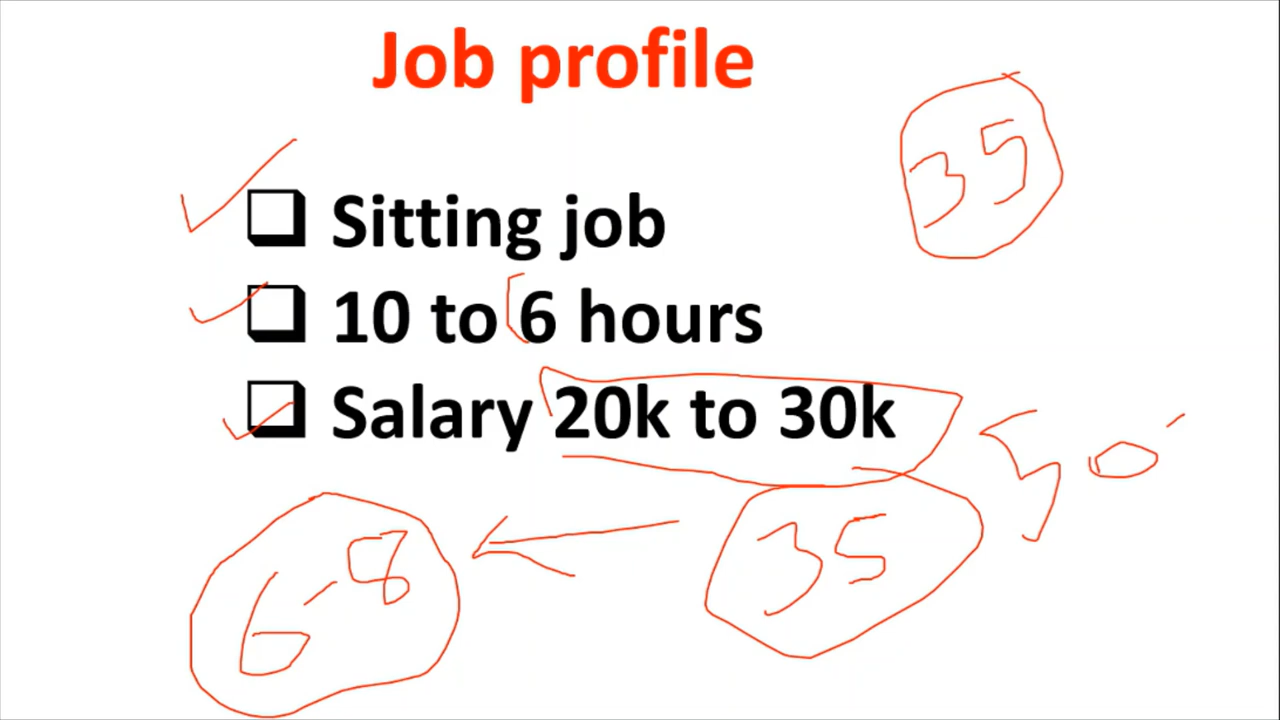 Job profile
35
Sitting job
10 to 6 hours
Salary 20k to 30k
50
35
6-8